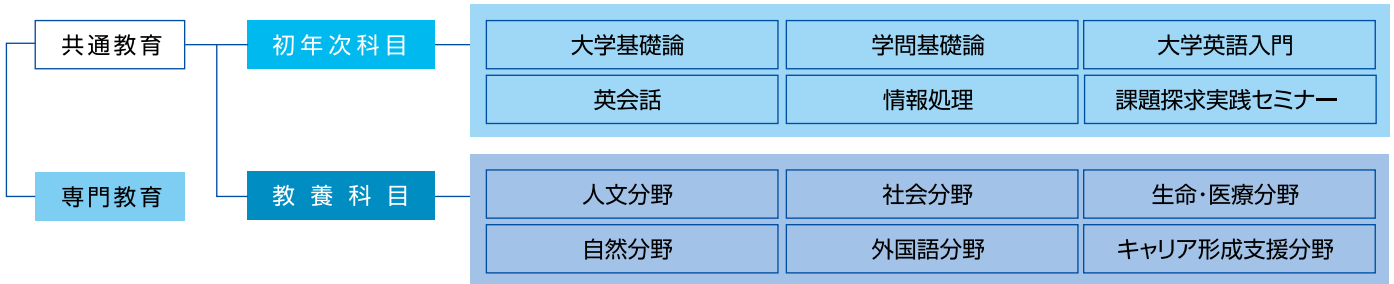 共通教育
初年次科目
大学基礎論
学問基礎論
大学英語入門
英会話
情報処理
課題探求実践セミナー
専門教育
教養科目
人文分野
社会分野
生命・医療分野
自然分野
外国語分野
キャリア形成支援分野